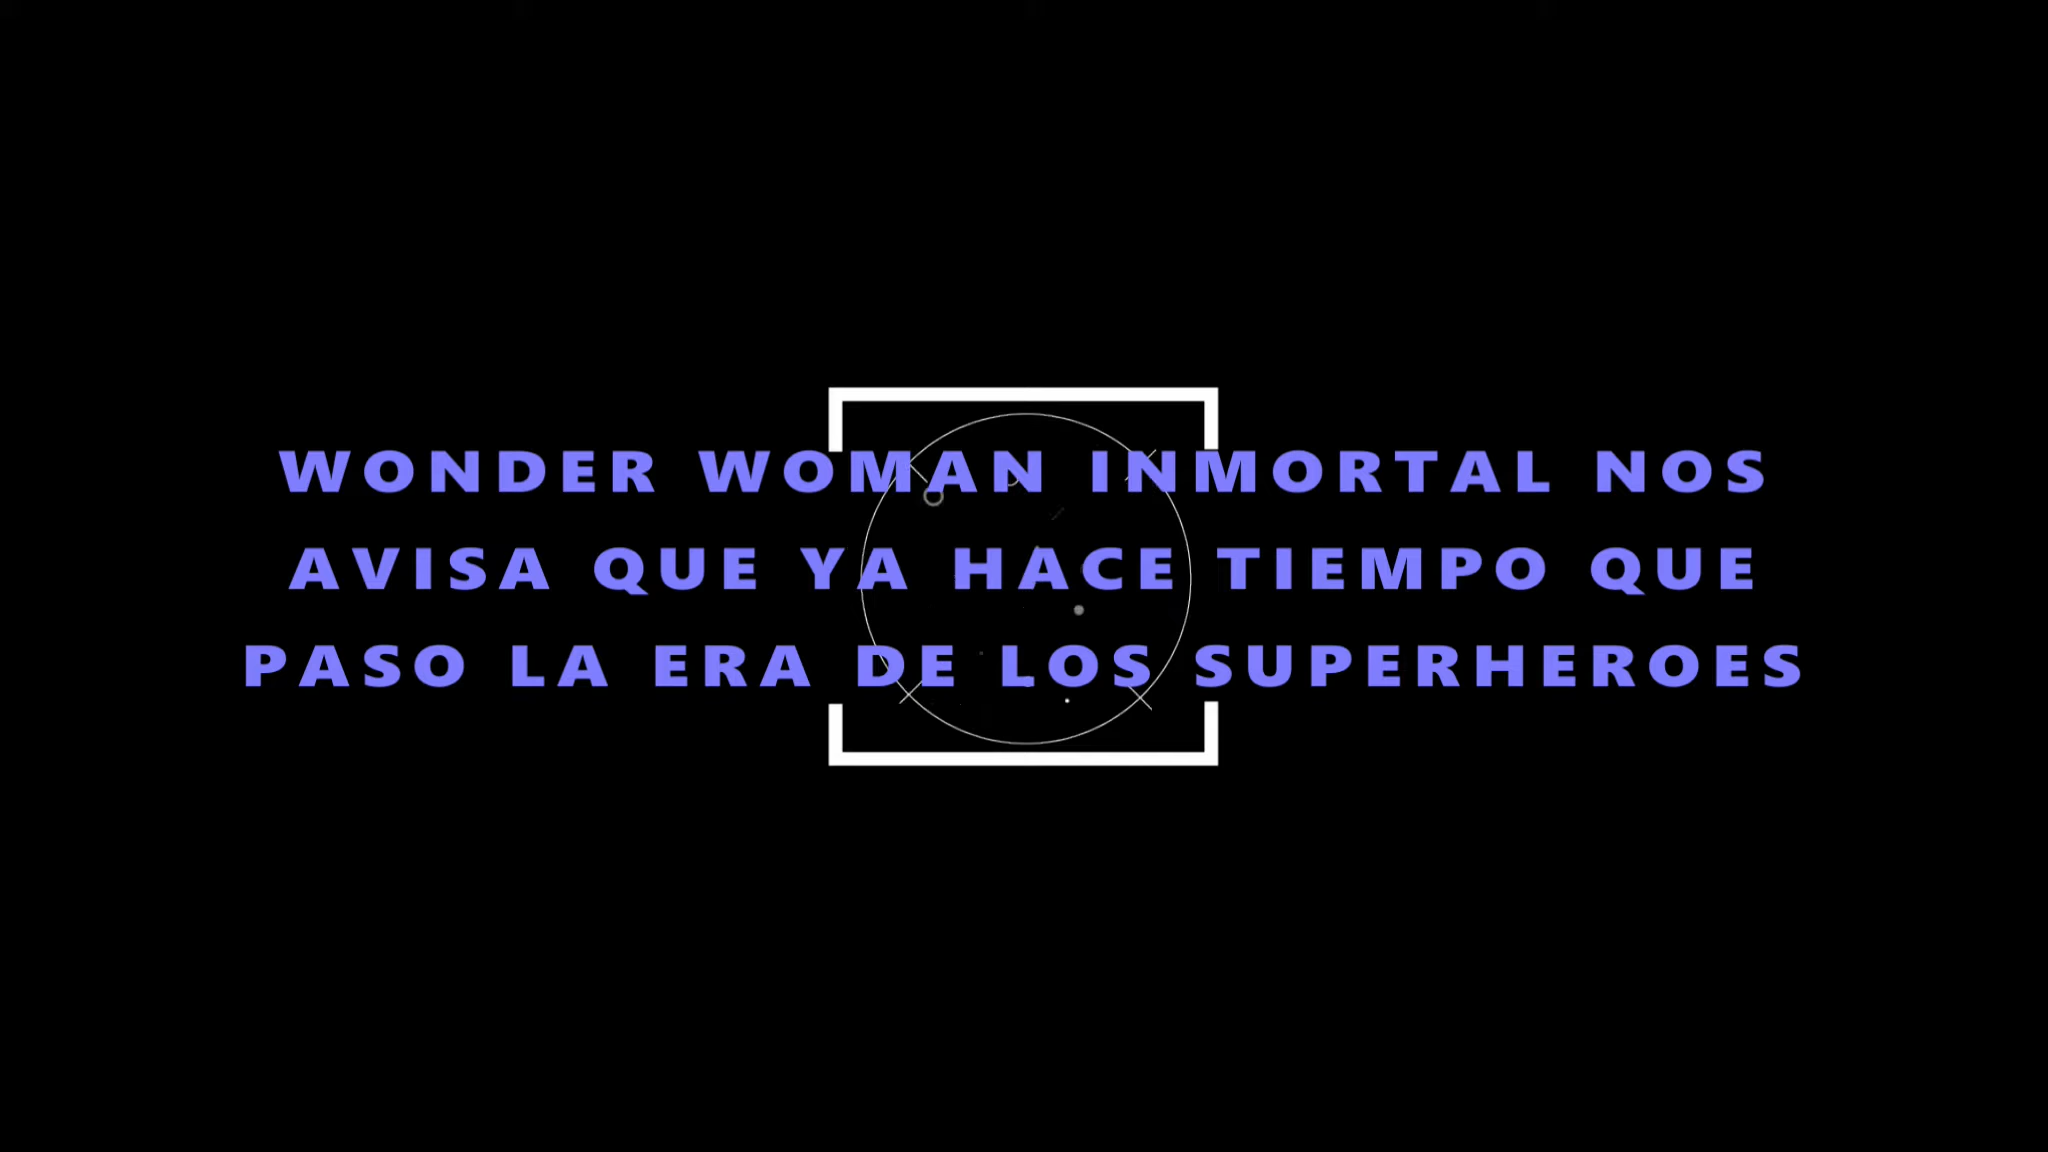 WONDER WOMAN INMORTAL NOS
AVISA QUE YA HACE TIEMPO QUE
PASO LA ERA DE LOS SUPERHEROES